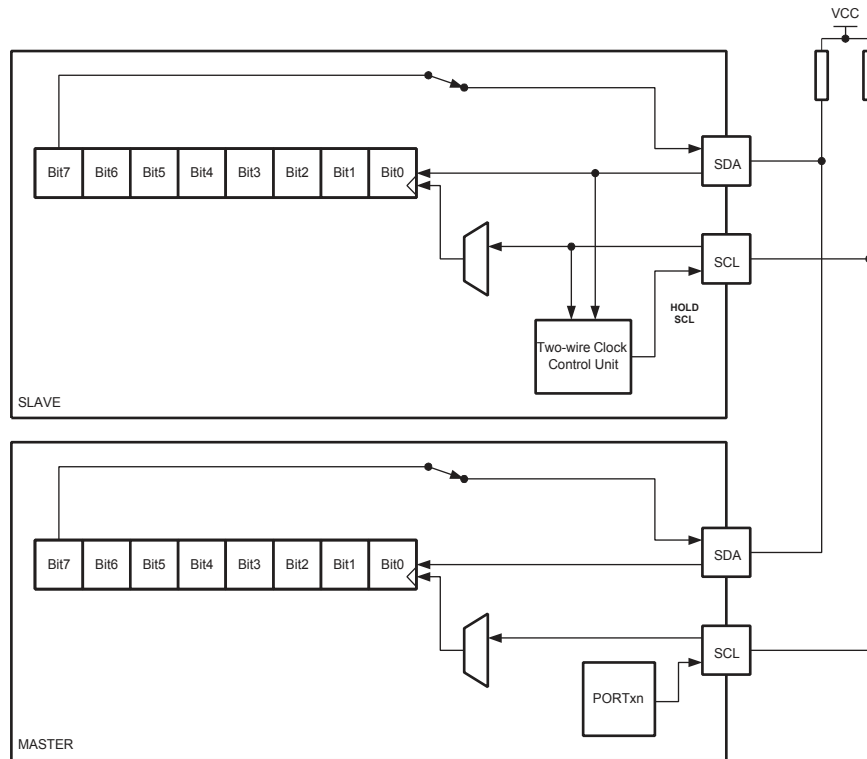 VCC
Bit7 Bit6 Bit5 Bit4 Bit3 Bit2 Bit1 Bit0
SDA
SCL
HOLD
SCL
Two-wire Clock
Control Unit
SLAVE
Bit7 Bit6 Bit5 Bit4 Bit3 Bit2 Bit1 Bit0
SDA
SCL
PORTxn
MASTER